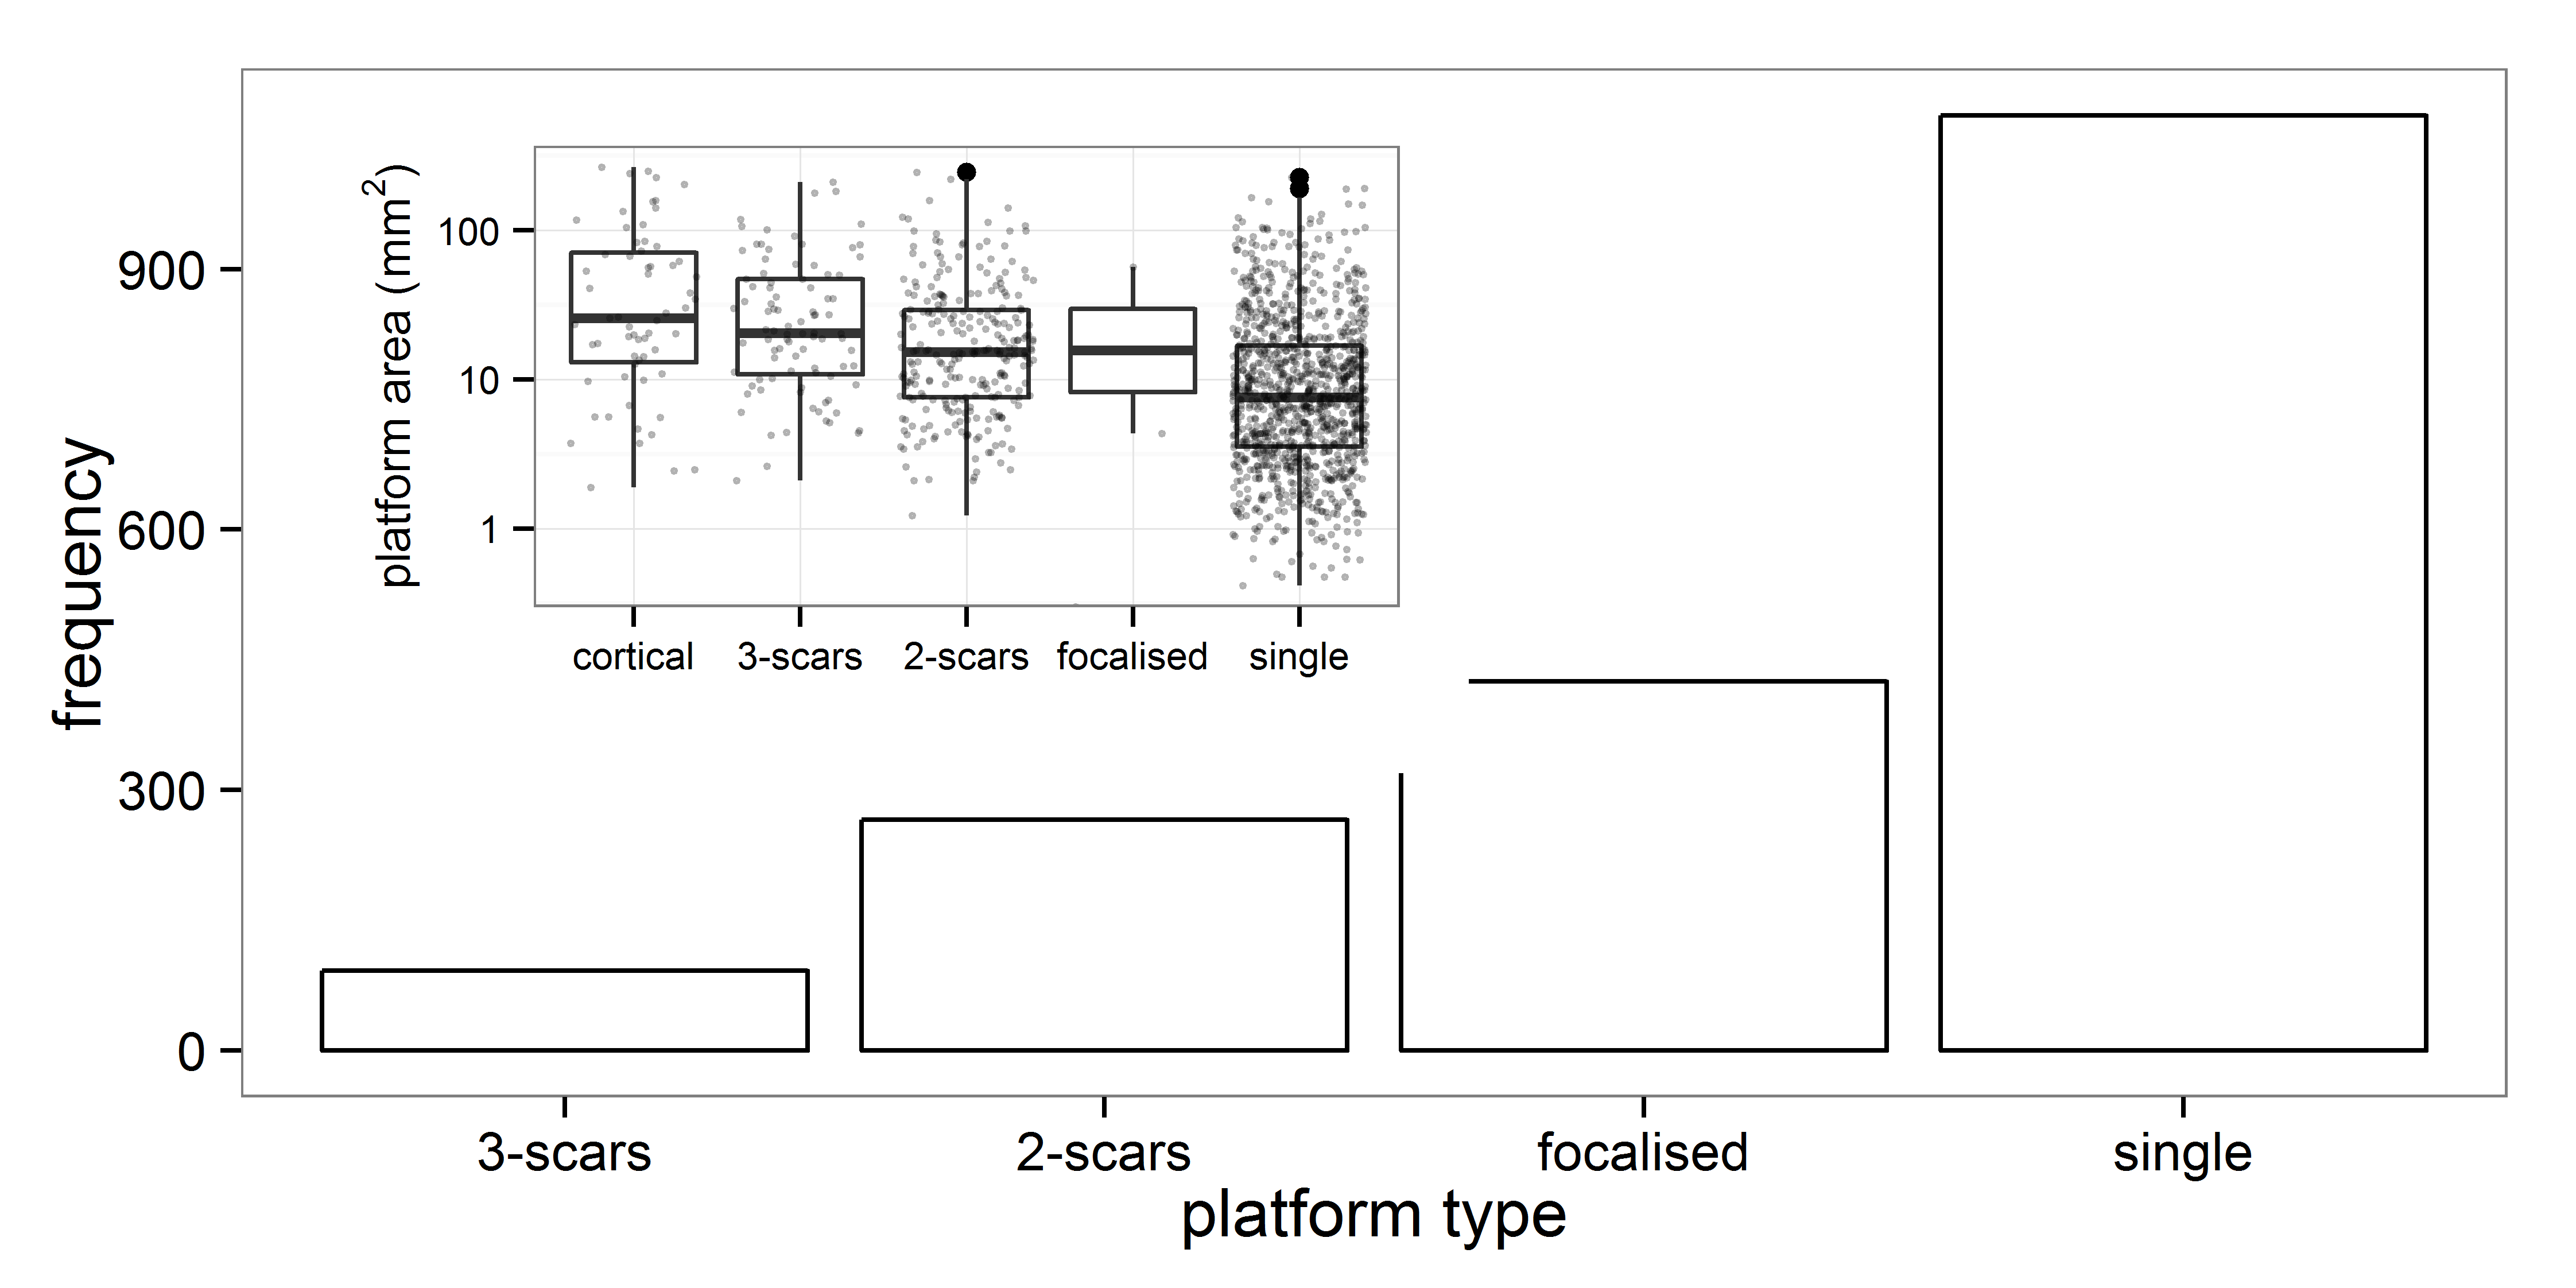 platform area (mm²)
100
10
1
cortical 3-scars 2-scars focalised single
frequency
900
600
300
0
3-scars 2-scars focalised single
platform type